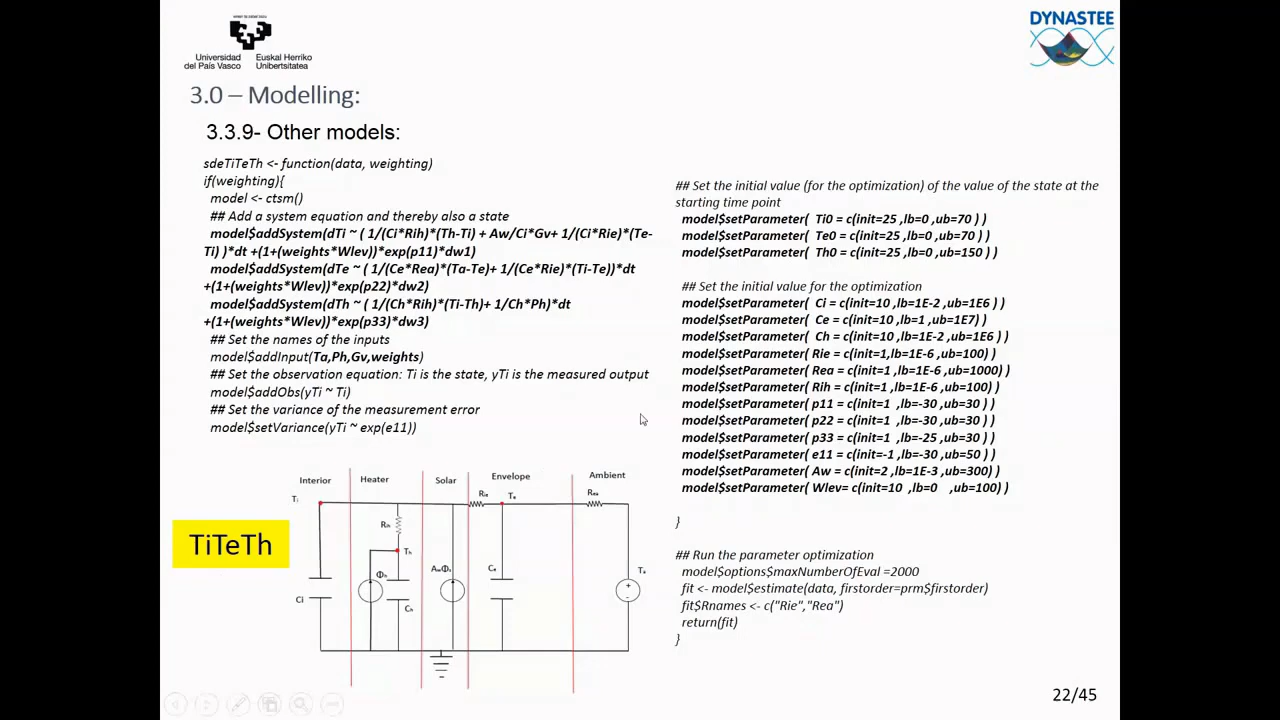 Universidad
del País Vasco
Euskal Herriko
Unibertsitatea
DYNASTEE
3.0 – Modelling:
3.3.9- Other models:
sdeTiTeTh <- function(data, weighting)
if(weighting){
model <- ctsm()
## Add a system equation and thereby also a state
model$addSystem(dTi ~ ( 1/(Ci*Rih)*(Th-Ti) + Aw/Ci*Gv+ 1/(Ci*Rie)*(Te-
Ti) )*dt +(1+(weights*Wlev))*exp(p11)*dw1)
model$addSystem(dTe ~ ( 1/(Ce*Rea)*(Ta-Te)+ 1/(Ce*Rie)*(Ti-Te))*dt
+(1+(weights*Wlev))*exp(p22)*dw2)
model$addSystem(dTh ~ ( 1/(Ch*Rih)*(Ti-Th)+ 1/Ch*Ph)*dt
+(1+(weights*Wlev))*exp(p33)*dw3)
## Set the names of the inputs
model$addInput(Ta,Ph,Gv,weights)
## Set the observation equation: Ti is the state, yTi is the measured output
model$addObs(yTi ~ Ti)
## Set the variance of the measurement error
model$setVariance(yTi ~ exp(e11))
## Set the initial value (for the optimization) of the value of the state at the
starting time point
model$setParameter( Ti0 = c(init=25 ,lb=0 ,ub=70 ) )
model$setParameter( Te0 = c(init=25 ,lb=0 ,ub=70 ) )
model$setParameter( Th0 = c(init=25 ,lb=0 ,ub=150 ) )
## Set the initial value for the optimization
model$setParameter( Ci = c(init=10 ,lb=1E-2 ,ub=1E6 ) )
model$setParameter( Ce = c(init=10 ,lb=1 ,ub=1E7) )
model$setParameter( Ch = c(init=10 ,lb=1E-2 ,ub=1E6 ) )
model$setParameter( Rie = c(init=1,lb=1E-6 ,ub=100) )
model$setParameter( Rea = c(init=1 ,lb=1E-6 ,ub=1000) )
model$setParameter( Rih = c(init=1 ,lb=1E-6 ,ub=100) )
model$setParameter( p11 = c(init=1 ,lb=-30 ,ub=30 ) )
model$setParameter( p22 = c(init=1 ,lb=-30 ,ub=30 ) )
model$setParameter( p33 = c(init=1 ,lb=-25 ,ub=30 ) )
model$setParameter( e11 = c(init=-1 ,lb=-30 ,ub=50 ) )
model$setParameter( Aw = c(init=2 ,lb=1E-3 ,ub=300) )
model$setParameter( Wlev= c(init=10 ,lb=0 ,ub=100) )
}
## Run the parameter optimization
model$options$maxNumberOfEval =2000
fit <- model$estimate(data, firstorder=prm$firstorder)
fit$Rnames <- c("Rie","Rea")
return(fit)
}
TiTeTh
Interior
Heater
Solar
Envelope
Ambient
Ti
Rie
Te
Rea
Rih
Th
Φh
AwΦs
Ce
Ta
+
-
Ci
Ch
22/45